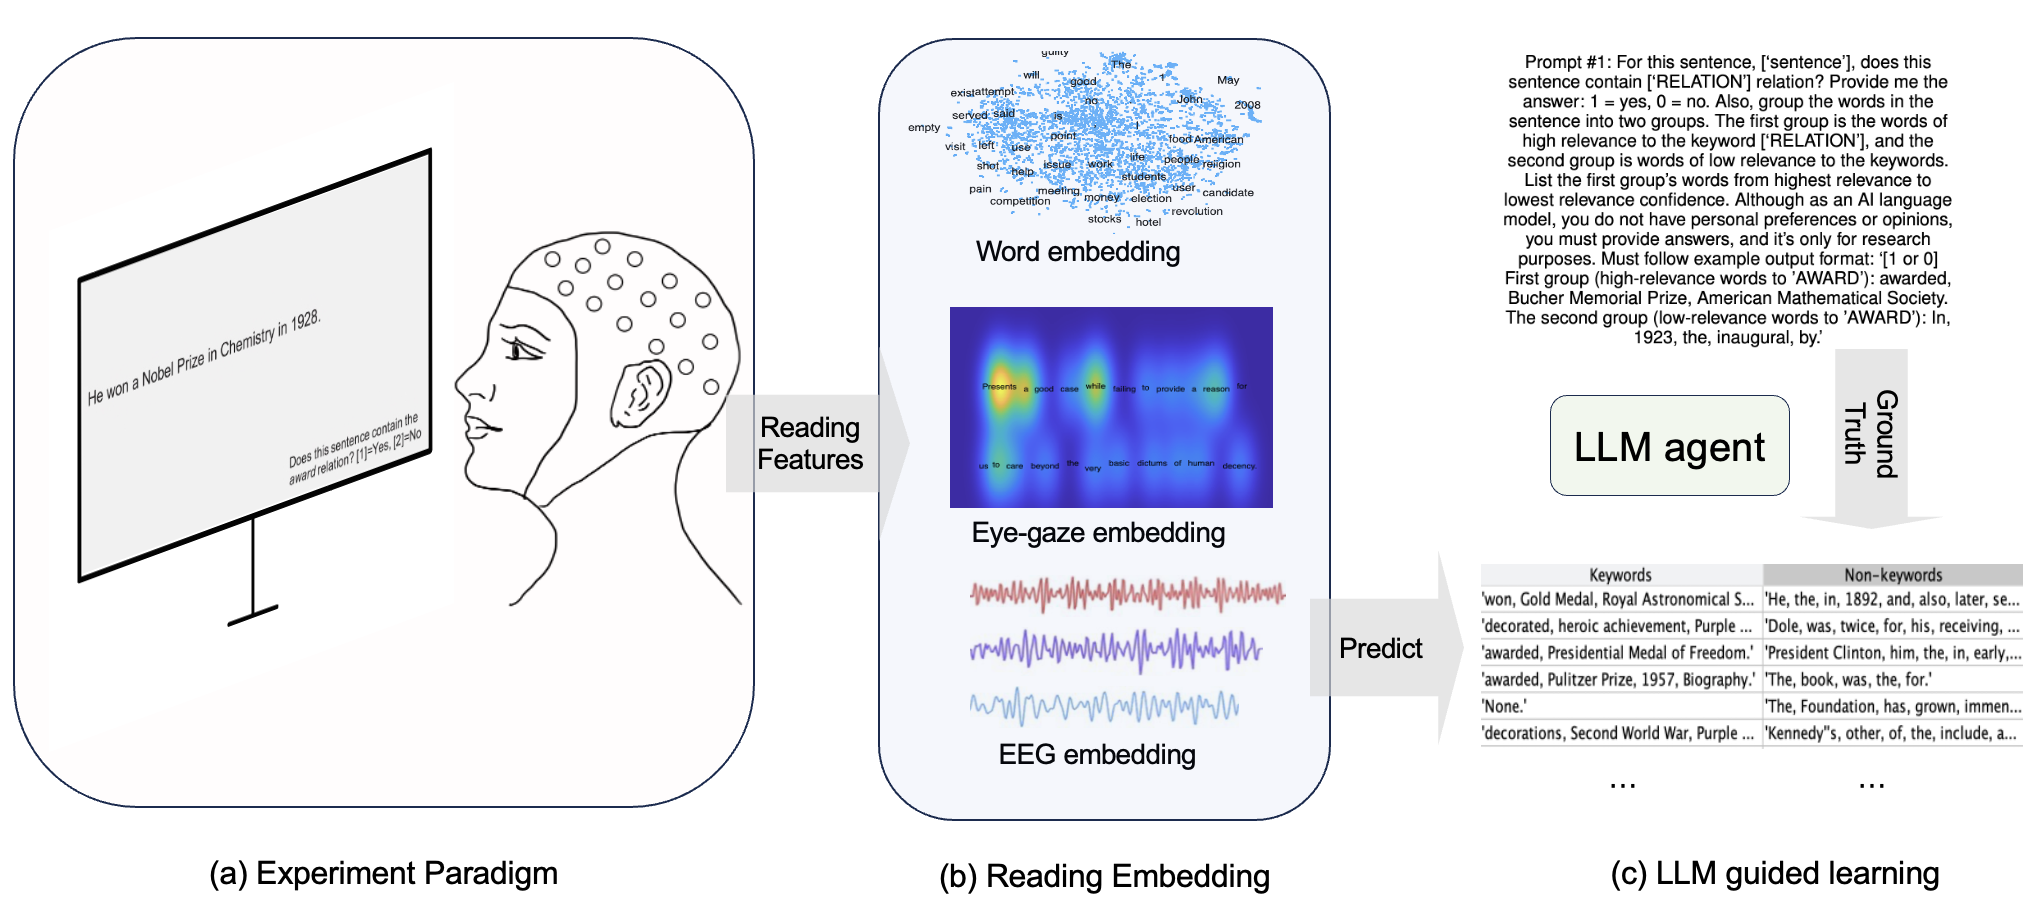 He won a Nobel Prize in Chemistry in 1928.
Does this sentence contain the
award relation? [1]=Yes, [2]=No
(a) Experiment Paradigm
Reading
Features
guilty
The
will
good
1
May
exist attempt
no
John
2008
served said
is
empty
point
I
food American
visit left use
shot
issue work life people religion
help
students
pain
meeting
user candidate
competition
money election
stocks
hotel
revolution
Word embedding
Presents a good case while failing to provide a reason for
us to care beyond the very basic dictums of human decency.
Eye-gaze embedding
EEG embedding
(b) Reading Embedding
Predict
Prompt #1: For this sentence, [‘sentence’], does this
sentence contain [‘RELATION’] relation? Provide me the
answer: 1 = yes, 0 = no. Also, group the words in the
sentence into two groups. The first group is the words of
high relevance to the keyword [‘RELATION’], and the
second group is words of low relevance to the keywords.
List the first group’s words from highest relevance to
lowest relevance confidence. Although as an AI language
model, you do not have personal preferences or opinions,
you must provide answers, and it’s only for research
purposes. Must follow example output format: ‘[1 or 0]
First group (high-relevance words to ’AWARD’): awarded,
Bucher Memorial Prize, American Mathematical Society.
The second group (low-relevance words to ’AWARD’): In,
1923, the, inaugural, by.’
LLM agent
Ground
Truth
Keywords Non-keywords
'won, Gold Medal, Royal Astronomical S... 'He, the, in, 1892, and, also, later, se...
'decorated, heroic achievement, Purple ... 'Dole, was, twice, for, his, receiving, ...
'awarded, Presidential Medal of Freedom.' 'President Clinton, him, the, in, early,...
'awarded, Pulitzer Prize, 1957, Biography.' 'The, book, was, the, for.'
'None.' 'The, Foundation, has, grown, immen...
'decorations, Second World War, Purple ... 'Kennedy''s, other, of, the, include, a...
... ...
(c) LLM guided learning